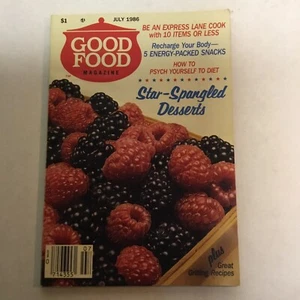 $1
JULY 1986
GOOD
FOOD
MAGAZINE
BE AN EXPRESS LANE COOK
with 10 ITEMS OR LESS
Recharge Your Body—
5 ENERGY-PACKED SNACKS
HOW TO
PSYCH YOURSELF TO DIET
Star-Spangled
Desserts
07
plus
Great
Grilling Recipes